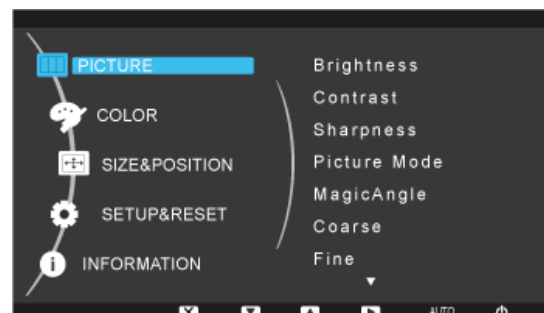 PICTURE
COLOR
SIZE&POSITION
SETUP&RESET
INFORMATION
Brightness
Contrast
Sharpness
Picture Mode
MagicAngle
Coarse
Fine
AUTO